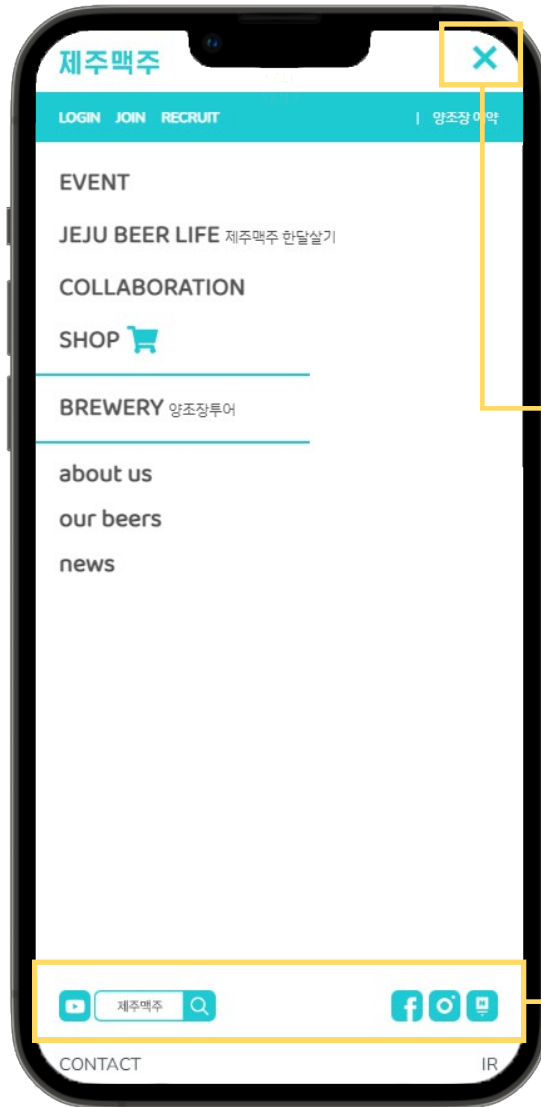 제주맥주
LOGIN JOIN RECRUIT | 양조장 예약
EVENT
JEJU BEER LIFE 제주맥주 한달살기
COLLABORATION
SHOP
BREWERY 양조장투어
about us
our beers
news
제주맥주
CONTACT IR